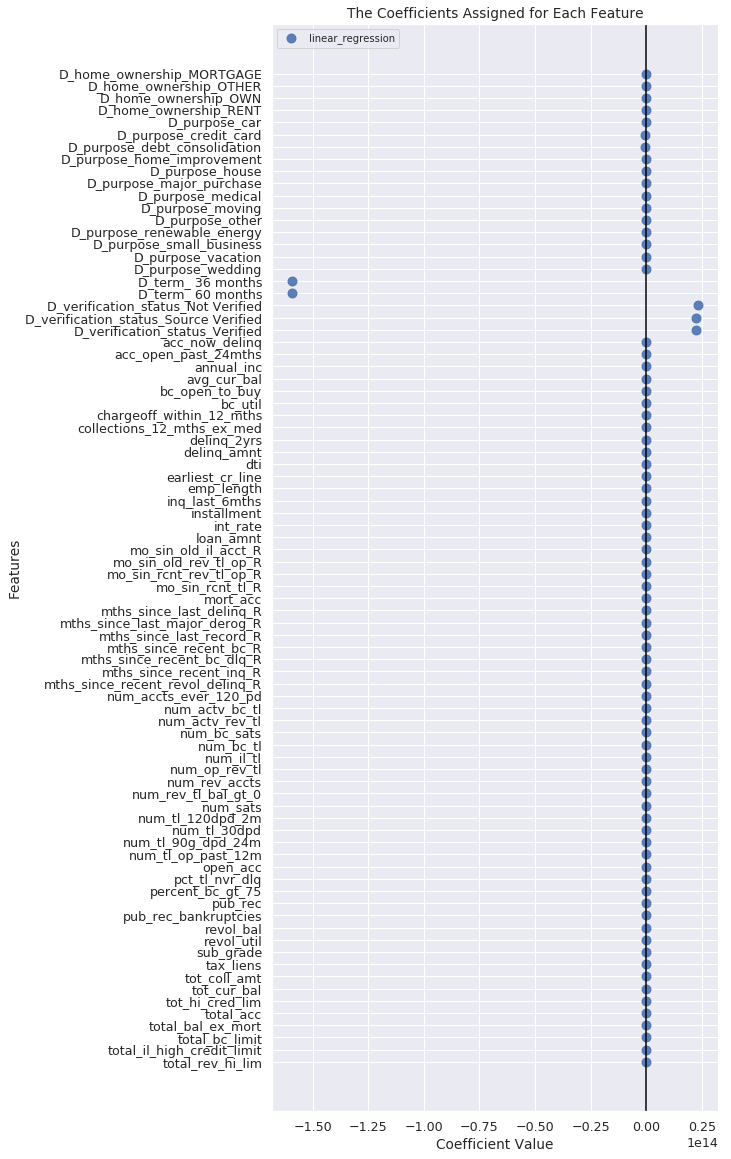 The Coefficients Assigned for Each Feature
linear_regression
D_home_ownership_MORTGAGE
D_home_ownership_OTHER
D_home_ownership_OWN
D_home_ownership_RENT
D_purpose_car
D_purpose_credit_card
D_purpose_debt_consolidation
D_purpose_home_improvement
D_purpose_house
D_purpose_major_purchase
D_purpose_medical
D_purpose_moving
D_purpose_other
D_purpose_renewable_energy
D_purpose_small_business
D_purpose_vacation
D_purpose_wedding
D_term_ 36 months
D_term_ 60 months
D_verification_status_Not Verified
D_verification_status_Source Verified
D_verification_status_Verified
acc_now_delinq
acc_open_past_24mths
annual_inc
avg_cur_bal
bc_open_to_buy
bc_util
chargeoff_within_12_mths
collections_12_mths_ex_med
delinq_2yrs
delinq_amnt
dti
earliest_cr_line
emp_length
inq_last_6mths
installment
int_rate
loan_amnt
mo_sin_old_il_acct_R
mo_sin_old_rev_tl_op_R
mo_sin_rcnt_rev_tl_op_R
mo_sin_rcnt_tl_R
mort_acc
mths_since_last_delinq_R
mths_since_last_major_derog_R
mths_since_last_record_R
mths_since_recent_bc_R
mths_since_recent_bc_dlq_R
mths_since_recent_inq_R
mths_since_recent_revol_delinq_R
num_accts_ever_120_pd
num_actv_bc_tl
num_actv_rev_tl
num_bc_sats
num_bc_tl
num_il_tl
num_op_rev_tl
num_rev_accts
num_rev_tl_bal_gt_0
num_sats
num_tl_120dpd_2m
num_tl_30dpd
num_tl_90g_dpd_24m
num_tl_op_past_12m
open_acc
pct_tl_nvr_dlq
percent_bc_gt_75
pub_rec
pub_rec_bankruptcies
revol_bal
revol_util
sub_grade
tax_liens
tot_coll_amt
tot_cur_bal
tot_hi_cred_lim
total_acc
total_bal_ex_mort
total_bc_limit
total_il_high_credit_limit
total_rev_hi_lim
Features
−1.50 −1.25 −1.00 −0.75 −0.50 −0.25 0.00 0.25
1e14
Coefficient Value